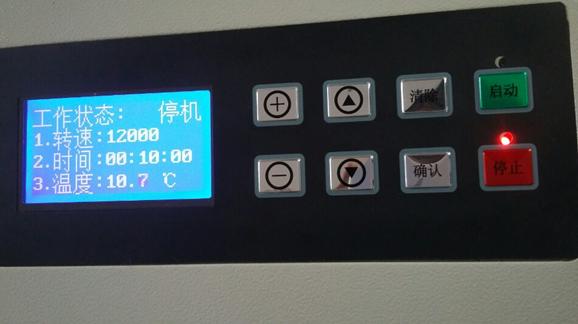 工作状态: 停机
1.转速:12000
2.时间:00:10:00
3.温度:10.7 ℃
清除
启动
确认
停止